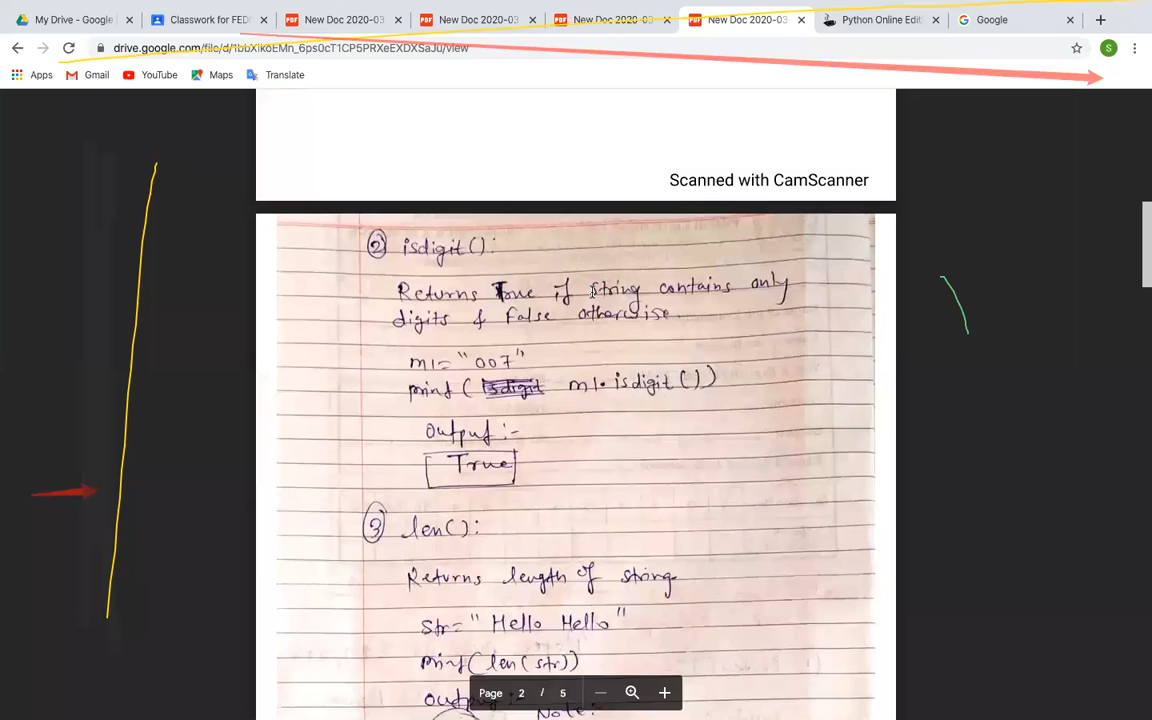 My Drive - Google
Classwork for FED
New Doc 2020-03
New Doc 2020-03
New Doc 2020-03
New Doc 2020-03
Python Online Edit
Google
drive.google.com/file/d/1bbXikoEMn_6ps0cT1CP5PRXeEXDXSaJu/view
S
Apps
Gmail
YouTube
Maps
Translate
Scanned with CamScanner
② isdigit():
Returns True if string contains only
digits & False otherwise.
m1= "007"
print( m1.isdigit())
Output :-
True
③ len():
Returns length of string
str= "Hello Hello"
print(len(str))
Output :-
Note:
Page 2 / 5